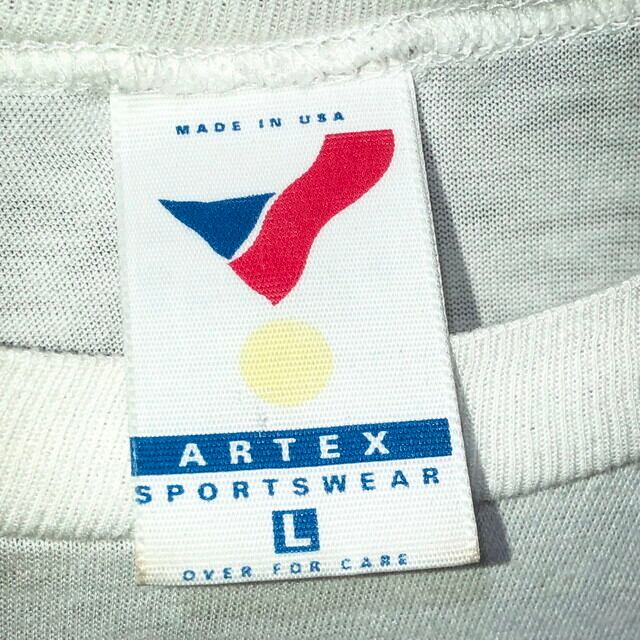 MADE IN USA
ARTEX
SPORTSWEAR
L
OVER FOR CARE